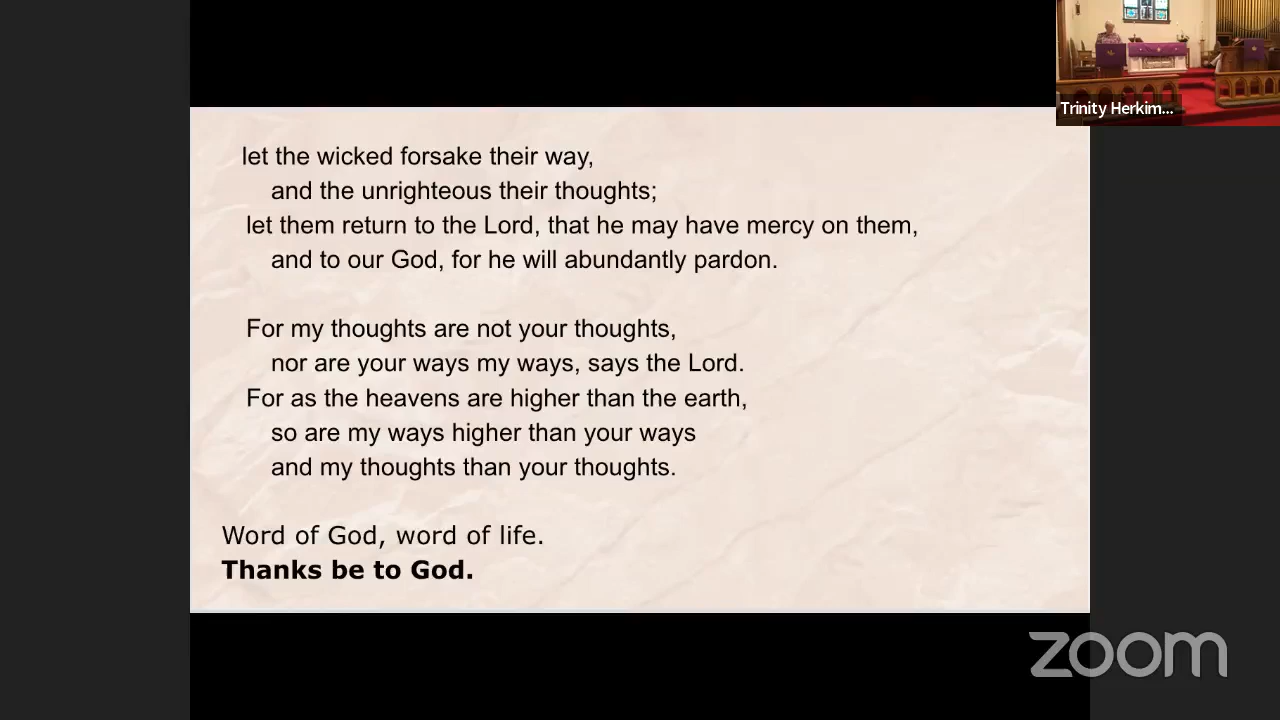 Trinity Herkim...
let the wicked forsake their way,
and the unrighteous their thoughts;
let them return to the Lord, that he may have mercy on them,
and to our God, for he will abundantly pardon.
For my thoughts are not your thoughts,
nor are your ways my ways, says the Lord.
For as the heavens are higher than the earth,
so are my ways higher than your ways
and my thoughts than your thoughts.
Word of God, word of life.
Thanks be to God.
zoom